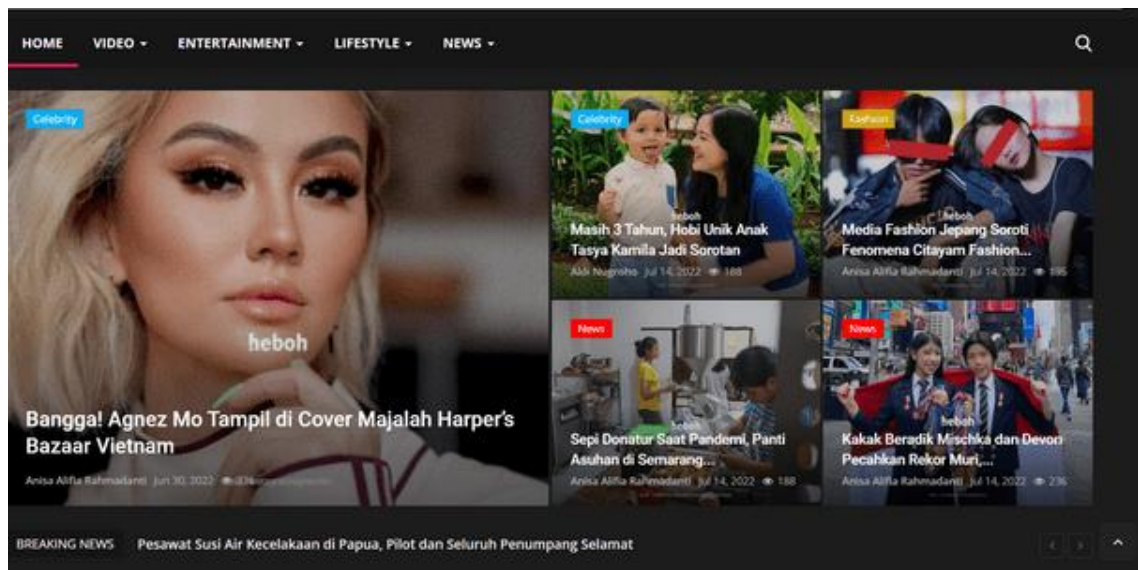 HOME VIDEO ENTERTAINMENT LIFESTYLE NEWS
Celebrity
heboh
Bangga! Agnez Mo Tampil di Cover Majalah Harper's
Bazaar Vietnam
Anisa Alifia Rahmadanti Jun 30, 2022
Celebrity
heboh
Masih 3 Tahun, Hobi Unik Anak
Tasya Kamila Jadi Sorotan
Aldi Nugroho Jul 14, 2022 188
Fashion
heboh
Media Fashion Jepang Soroti
Fenomena Citayam Fashion...
Anisa Alifia Rahmadanti Jul 14, 2022 195
News
heboh
Sepi Donatur Saat Pandemi, Panti
Asuhan di Semarang...
Anisa Alifia Rahmadanti Jul 14, 2022 188
News
heboh
Kakak Beradik Mischka dan Devon
Pecahkan Rekor Muri,...
Anisa Alifia Rahmadanti Jul 14, 2022 236
BREAKING NEWS Pesawat Susi Air Kecelakaan di Papua, Pilot dan Seluruh Penumpang Selamat